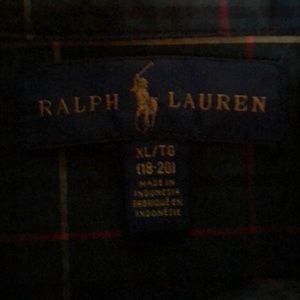 RALPH LAUREN
XL/TG
(18-20)
MADE IN
INDONESIA
FABRIQUÉ EN
INDONÉSIE